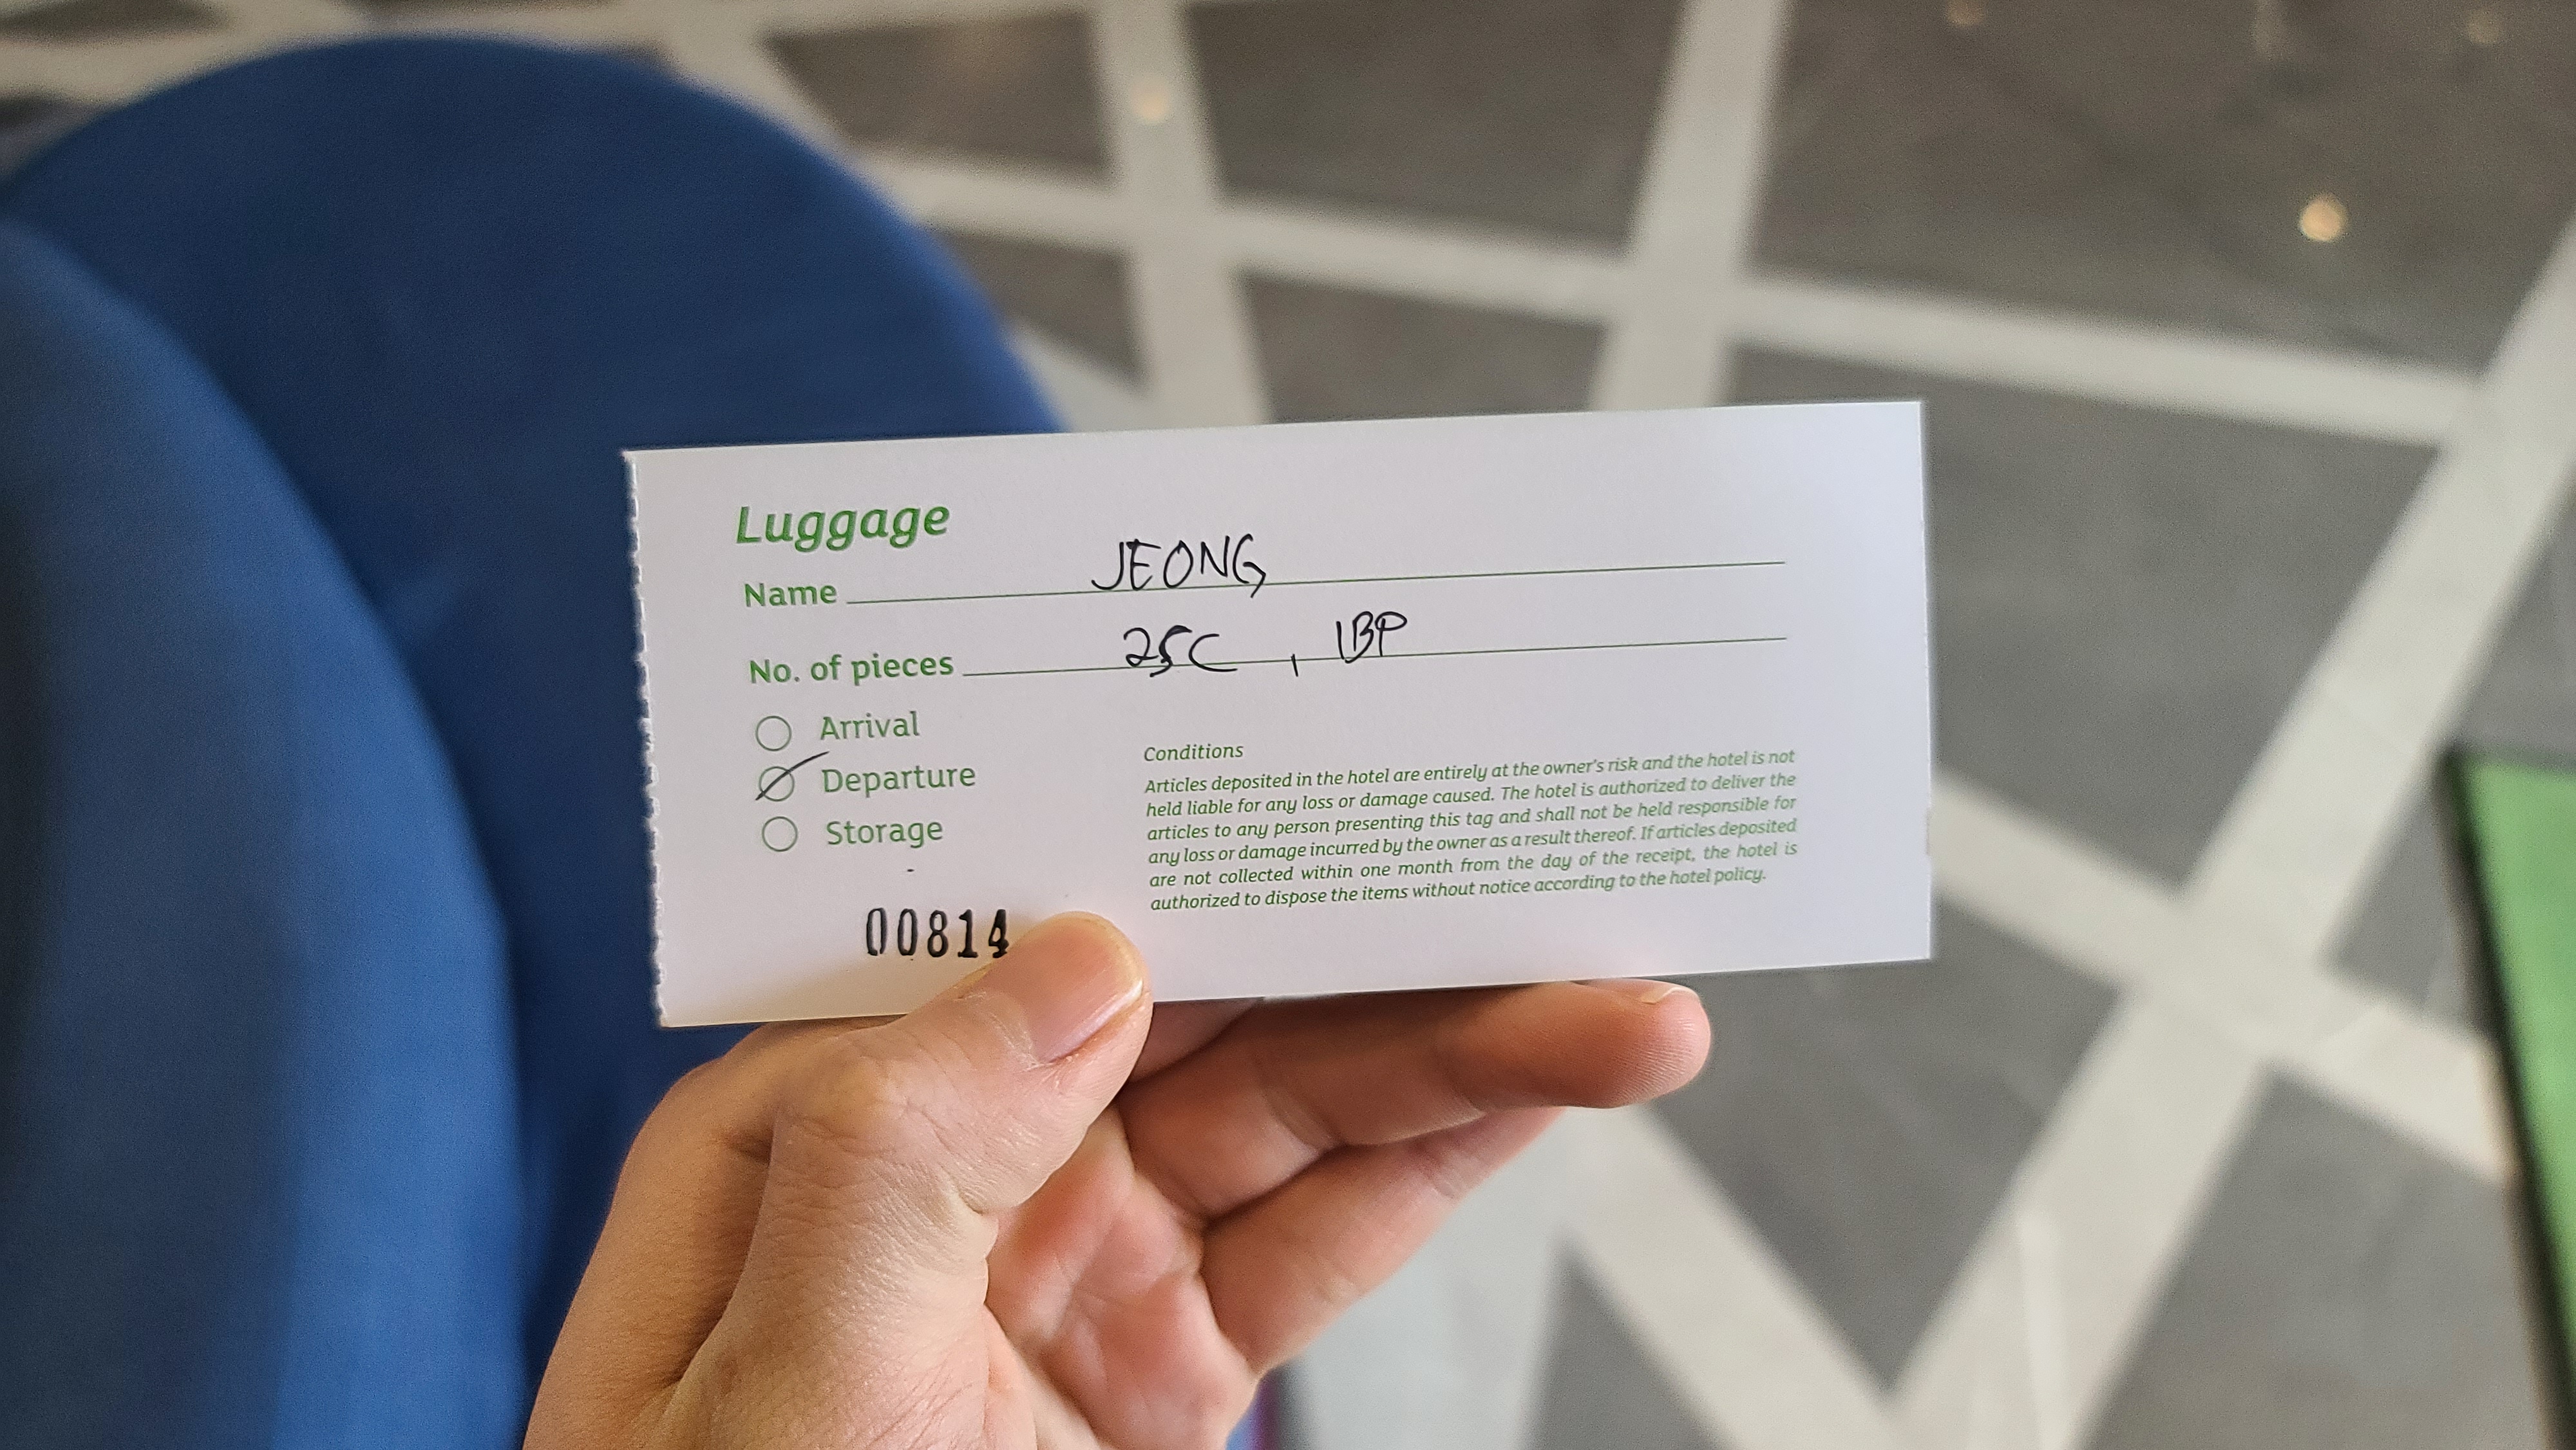 Luggage
Name JEONG
No. of pieces 2SC, 1BP
Arrival
Departure
Storage
00814
Conditions
Articles deposited in the hotel are entirely at the owner's risk and the hotel is not
held liable for any loss or damage caused. The hotel is authorized to deliver the
articles to any person presenting this tag and shall not be held responsible for
any loss or damage incurred by the owner as a result thereof. If articles deposited
are not collected within one month from the day of the receipt, the hotel is
authorized to dispose the items without notice according to the hotel policy.